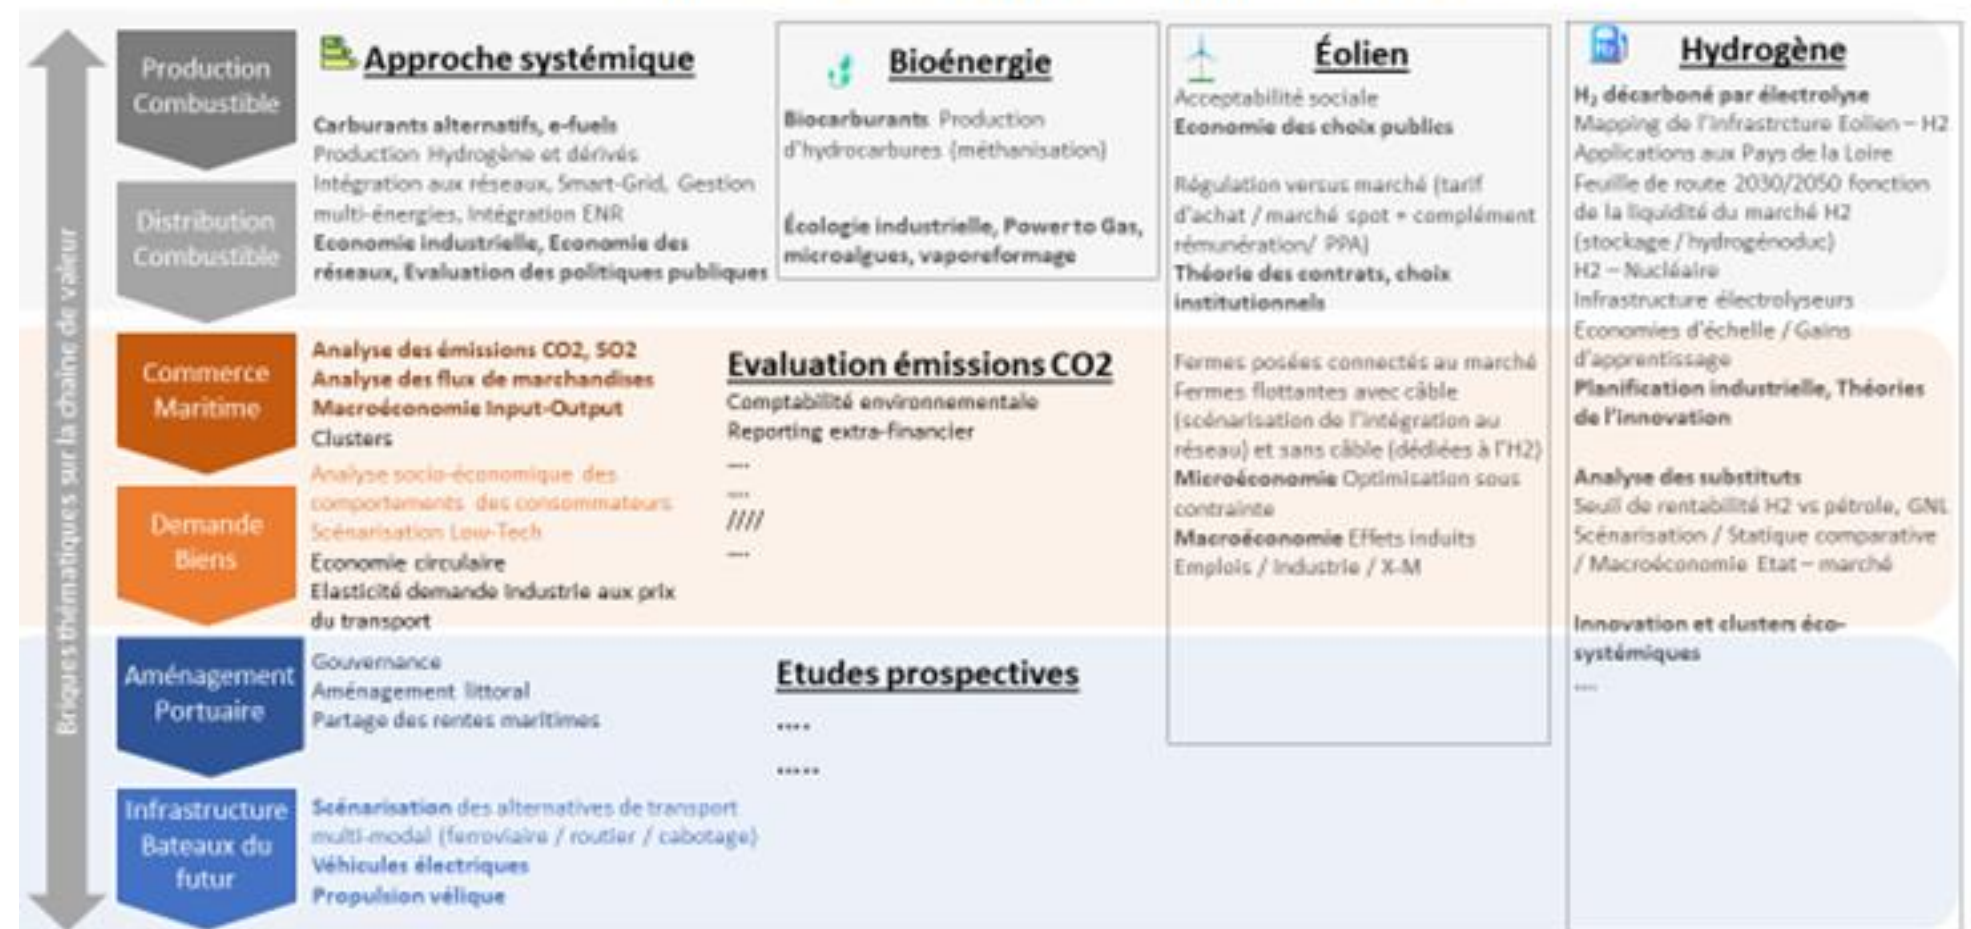 Briques thématiques sur la chaîne de valeur
Production
Combustible
Distribution
Combustible
Commerce
Maritime
Demande
Biens
Aménagement
Portuaire
Infrastructure
Bateaux du
futur
Approche systémique
Carburants alternatifs, e-fuels
Production Hydrogène et dérivés
Intégration aux réseaux, Smart-Grid, Gestion
multi-énergies, Intégration ENR
Economie industrielle, Economie des
réseaux, Evaluation des politiques publiques
Analyse des émissions CO2, SO2
Analyse des flux de marchandises
Macroéconomie Input-Output
Clusters
Analyse socio-économique des
comportements des consommateurs
Scénarisation Low-Tech
Economie circulaire
Elasticité demande Industrie aux prix
du transport
Gouvernance
Aménagement littoral
Partage des rentes maritimes
Scénarisation des alternatives de transport
multi-modal (ferroviaire / routier / cabotage)
Véhicules électriques
Propulsion vélique
Bioénergie
Biocarburants Production
d'hydrocarbures (méthanisation)
Écologie industrielle, Power to Gas,
microalgues, vaporeformage
Evaluation émissions CO2
Comptabilité environnementale
Reporting extra-financier
....
....
////
....
Etudes prospectives
....
.....
Éolien
Acceptabilité sociale
Economie des choix publics
Régulation versus marché (tarif
d'achat / marché spot + complément
rémunération/ PPA)
Théorie des contrats, choix
institutionnels
Fermes posées connectés au marché
Fermes flottantes avec câble
(scénarisation de l'intégration au
réseau) et sans câble (dédiées à l'H2)
Microéconomie Optimisation sous
contrainte
Macroéconomie Effets induits
Emplois / Industrie / X-M
H2
Hydrogène
H₂ décarboné par électrolyse
Mapping de l'Infrastrcture Eolien – H2
Applications aux Pays de la Loire
Feuille de route 2030/2050 fonction
de la liquidité du marché H2
(stockage / hydrogénoduc)
H2 – Nucléaire
Infrastructure électrolyseurs
Economies d'échelle / Gains
d'apprentissage
Planification industrielle, Théories
de l'innovation
Analyse des substituts
Seuil de rentabilité H2 vs pétrole, GNL
Scénarisation / Statique comparative
/ Macroéconomie Etat – marché
Innovation et clusters éco-
systémiques
....